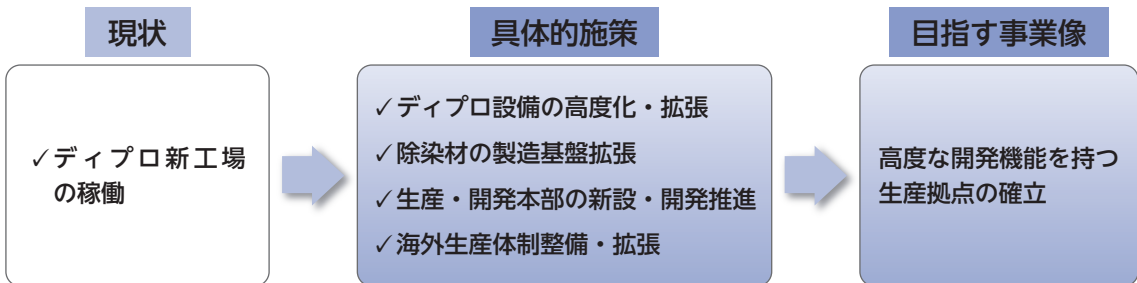 現状
✓ディプロ新工場
の稼働
具体的施策
✓ディプロ設備の高度化・拡張
✓除染材の製造基盤拡張
✓生産・開発本部の新設・開発推進
✓海外生産体制整備・拡張
目指す事業像
高度な開発機能を持つ
生産拠点の確立